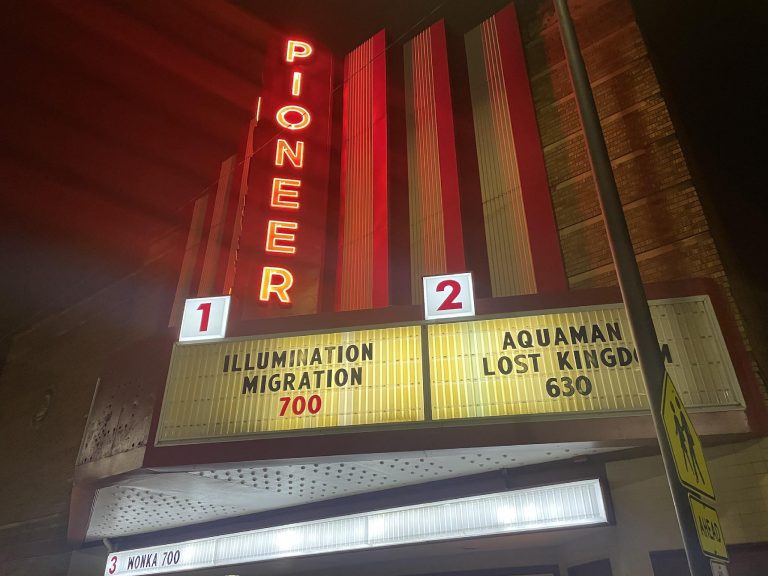 PIONEER
1
ILLUMINATION
MIGRATION
700
2
AQUAMAN
LOST KINGDOM
630
3 WONKA 700
AHEAD